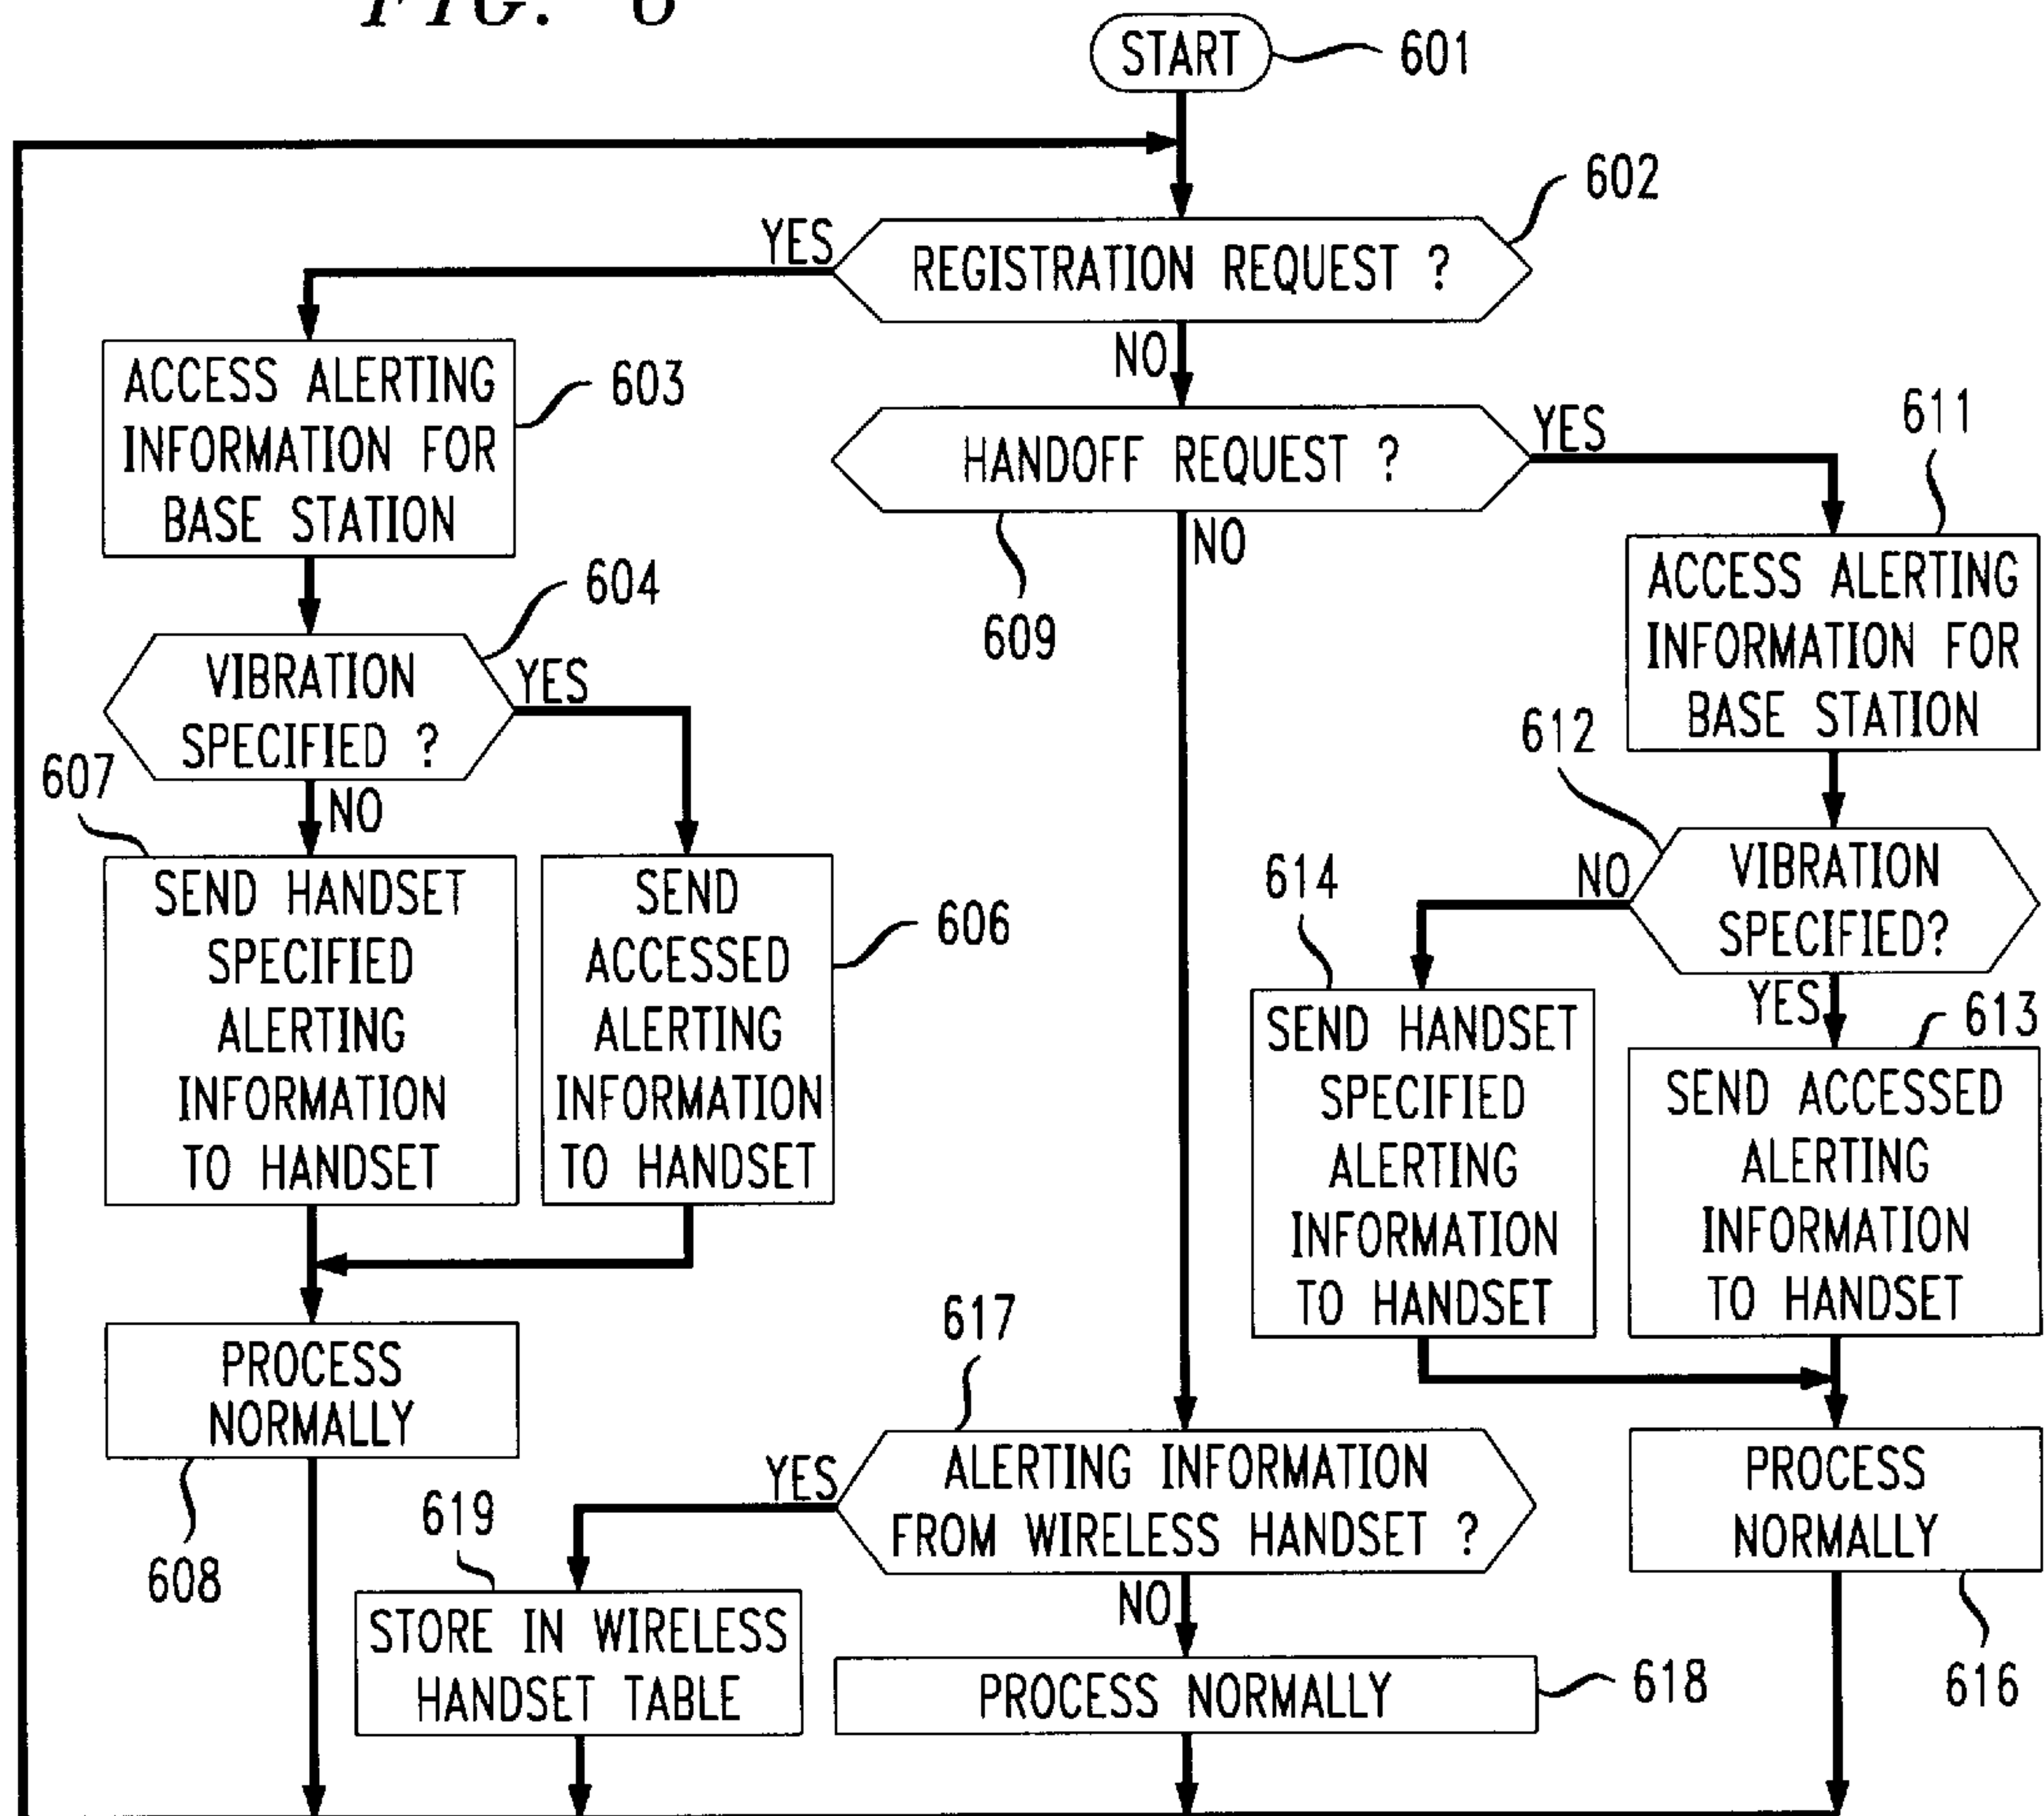 FIG. 6
START
601
602
YES
REGISTRATION REQUEST ?
NO
ACCESS ALERTING
INFORMATION FOR
BASE STATION
603
HANDOFF REQUEST ?
YES
611
NO
609
ACCESS ALERTING
INFORMATION FOR
BASE STATION
604
VIBRATION
SPECIFIED ?
YES
607
NO
612
VIBRATION
SPECIFIED?
NO
YES
SEND HANDSET
SPECIFIED
ALERTING
INFORMATION
TO HANDSET
SEND
ACCESSED
ALERTING
INFORMATION
TO HANDSET
606
614
SEND HANDSET
SPECIFIED
ALERTING
INFORMATION
TO HANDSET
613
SEND ACCESSED
ALERTING
INFORMATION
TO HANDSET
PROCESS
NORMALLY
608
617
ALERTING INFORMATION
FROM WIRELESS HANDSET ?
YES
NO
PROCESS
NORMALLY
616
619
STORE IN WIRELESS
HANDSET TABLE
PROCESS NORMALLY
618